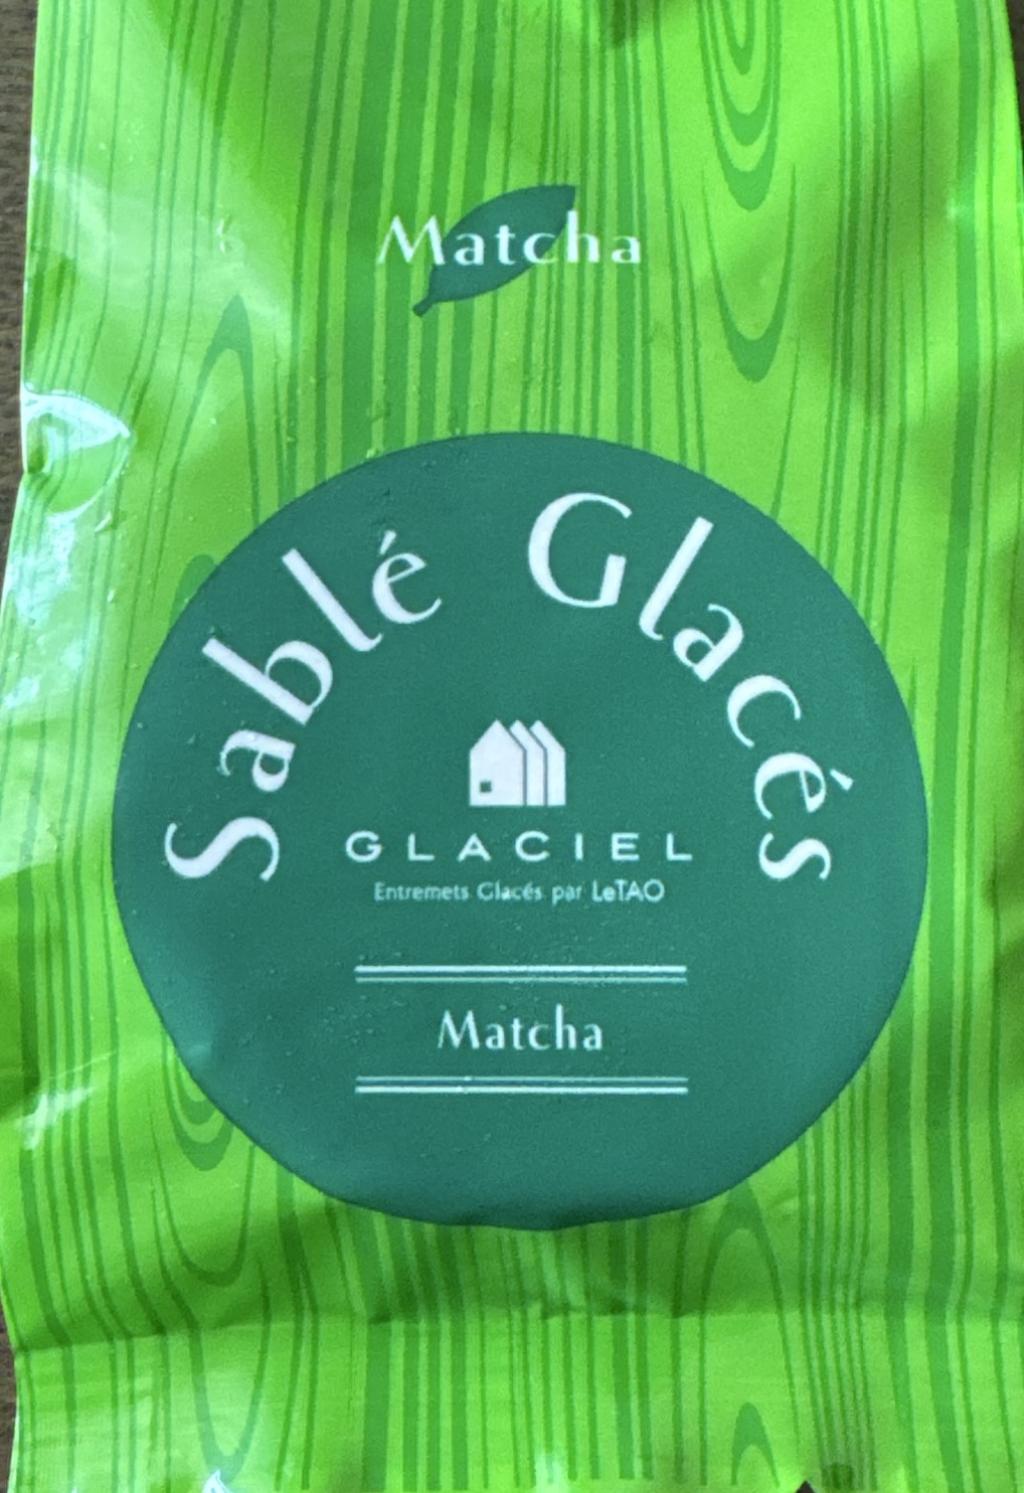 Matcha
Sablé Glacés
GLACIEL
Entremets Glacés par LeTAO
Matcha